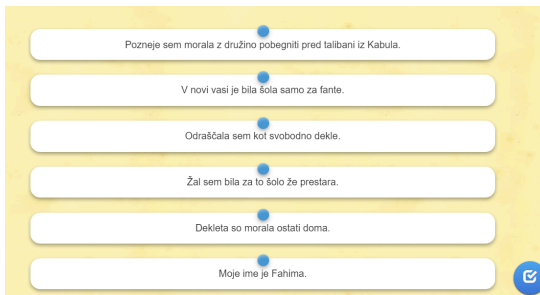 Pozneje sem morala z družino pobegniti pred talibani iz Kabula.
V novi vasi je bila šola samo za fante.
Odraščala sem kot svobodno dekle.
Žal sem bila za to šolo že prestara.
Dekleta so morala ostati doma.
Moje ime je Fahima.